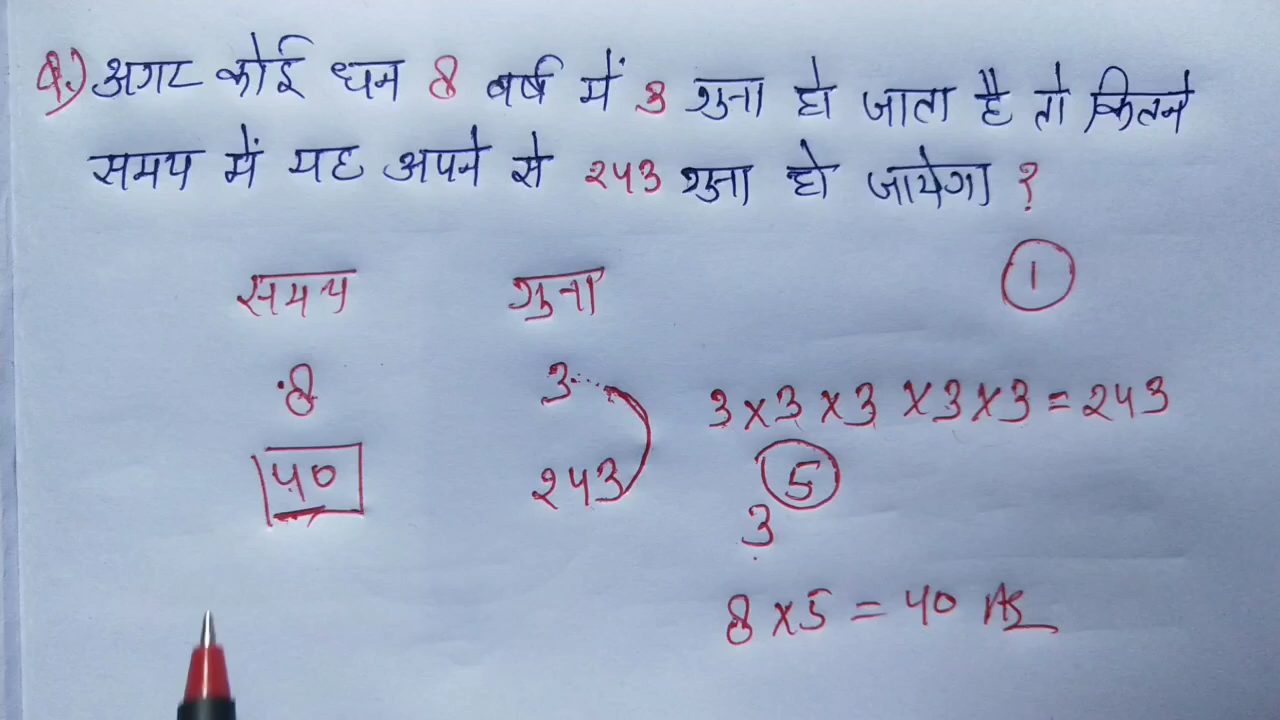 Q.) अगर कोई धन 8 वर्ष में 3 गुना हो जाता है तो कितने
समय में यह अपने से 243 गुना हो जायेगा ?
समय गुना 1
8 3 3 × 3 × 3 × 3 × 3 = 243
40 243 5
3
8 × 5 = 40 As